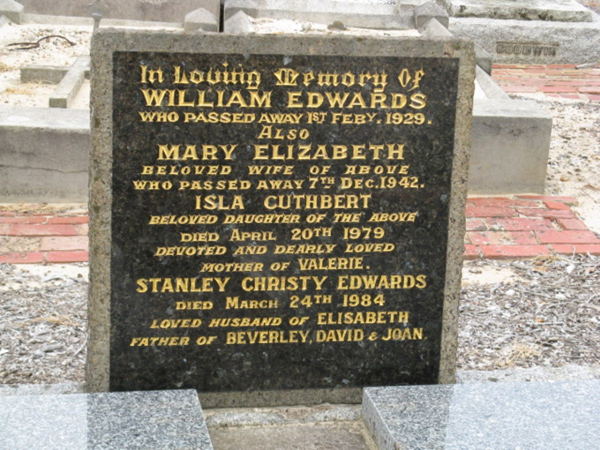 In Loving Memory Of
WILLIAM EDWARDS
WHO PASSED AWAY 1ST FEBY. 1929.
ALSO
MARY ELIZABETH
BELOVED WIFE OF ABOVE
WHO PASSED AWAY 7TH DEC. 1942.
ISLA CUTHBERT
BELOVED DAUGHTER OF THE ABOVE
DIED APRIL 20TH 1979
DEVOTED AND DEARLY LOVED
MOTHER OF VALERIE.
STANLEY CHRISTY EDWARDS
DIED MARCH 24TH 1984
LOVED HUSBAND OF ELISABETH
FATHER OF BEVERLEY, DAVID & JOAN.